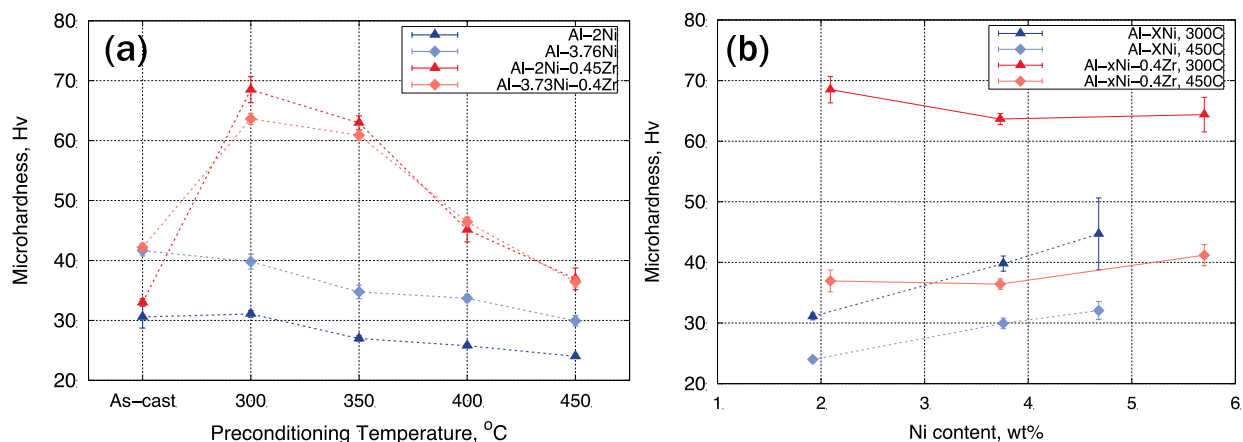 (a)
Al–2Ni
Al–3.76Ni
Al–2Ni–0.45Zr
Al–3.73Ni–0.4Zr
Microhardness, Hv
80
70
60
50
40
30
20
As–cast 300 350 400 450
Preconditioning Temperature, °C
(b)
Al–XNi, 300C
Al–XNi, 450C
Al–xNi–0.4Zr, 300C
Al–xNi–0.4Zr, 450C
Microhardness, Hv
80
70
60
50
40
30
20
1 2 3 4 5 6
Ni content, wt%